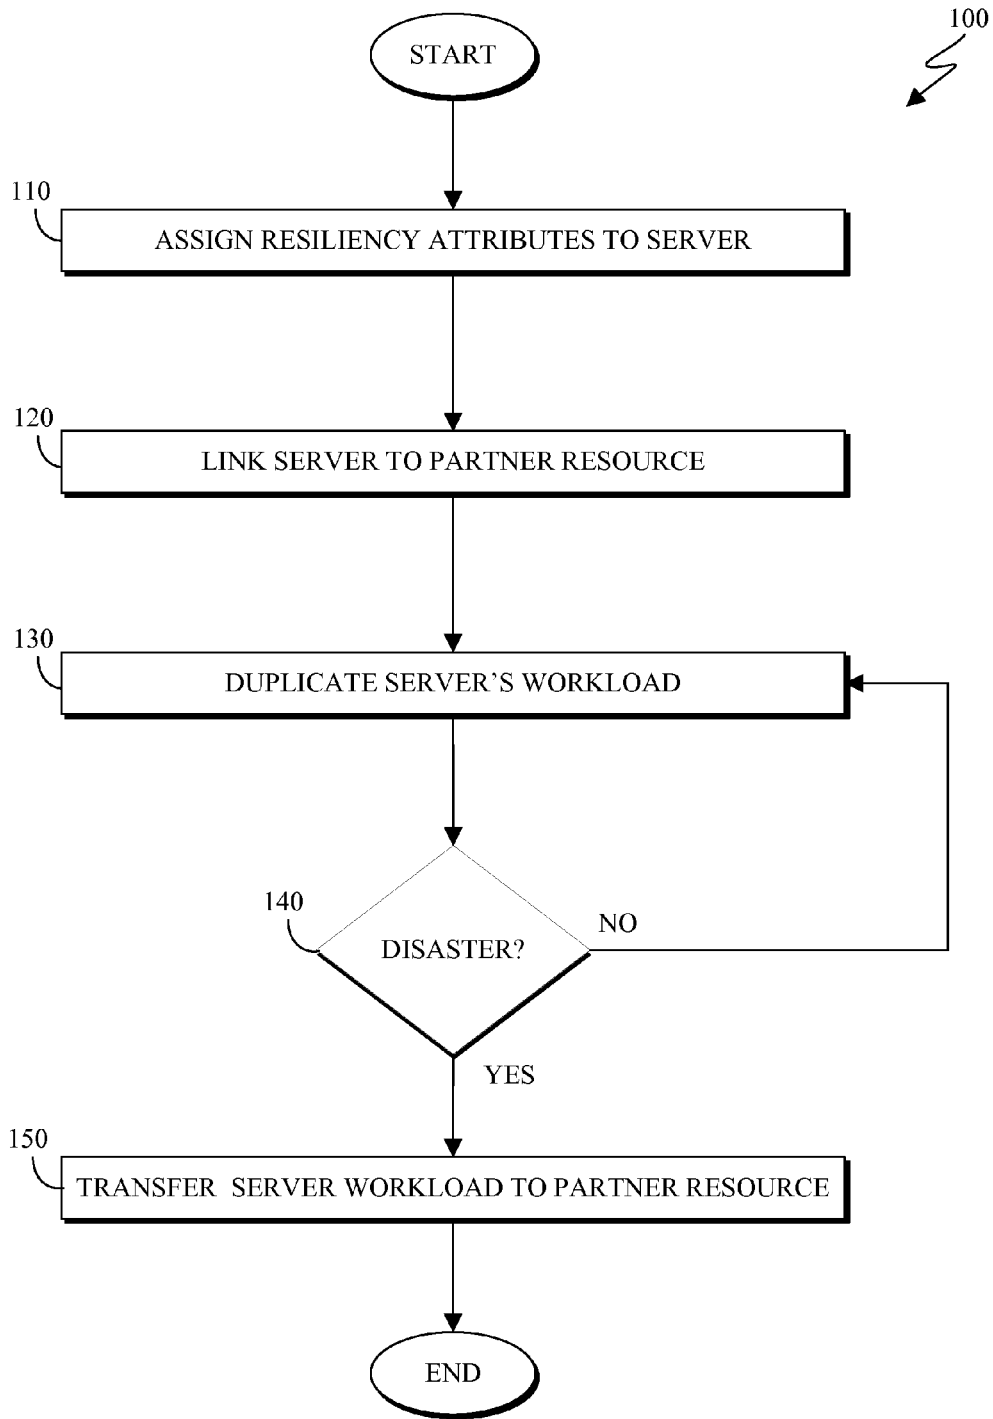 START
100
110
ASSIGN RESILIENCY ATTRIBUTES TO SERVER
120
LINK SERVER TO PARTNER RESOURCE
130
DUPLICATE SERVER'S WORKLOAD
140
DISASTER?
NO
YES
150
TRANSFER SERVER WORKLOAD TO PARTNER RESOURCE
END